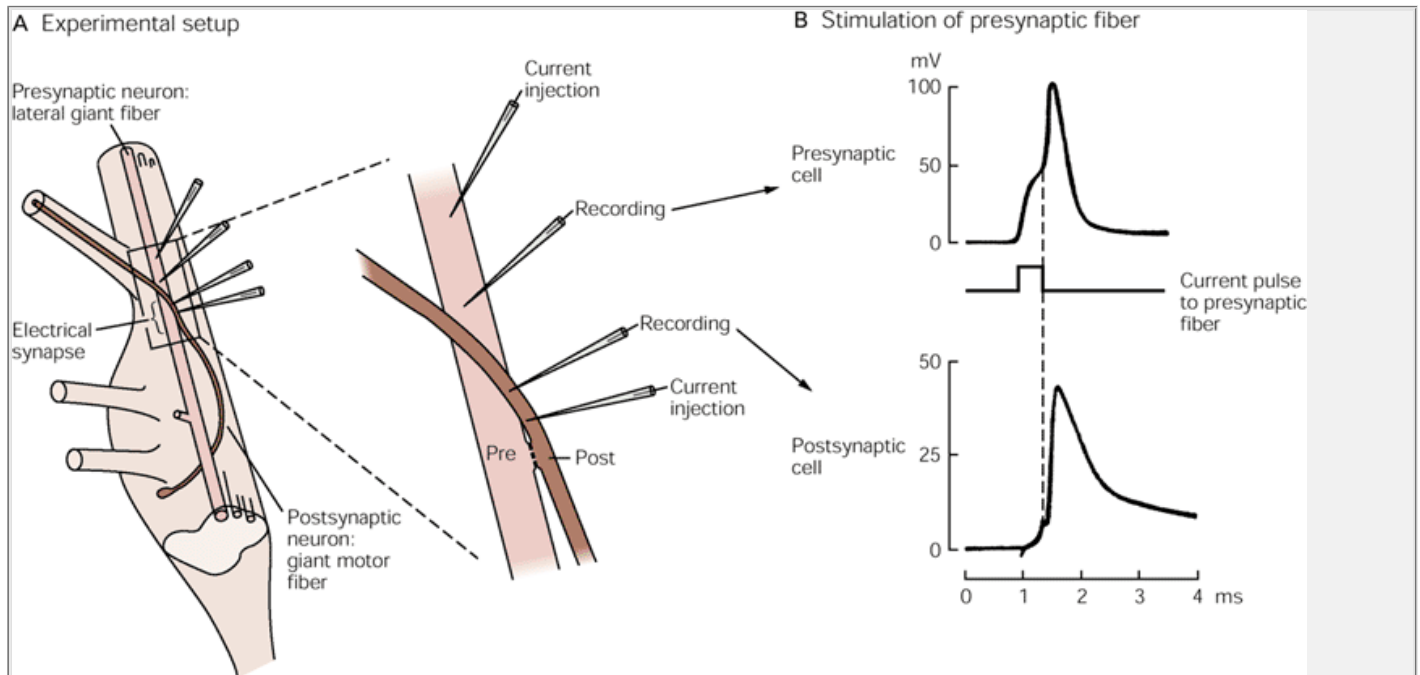 A Experimental setup
Presynaptic neuron:
lateral giant fiber
Electrical
synapse
Postsynaptic
neuron:
giant motor
fiber
Current
injection
Recording
Recording
Current
injection
Pre
Post
B Stimulation of presynaptic fiber
mV
100
50
0
Presynaptic
cell
Current pulse
to presynaptic
fiber
50
25
0
Postsynaptic
cell
0 1 2 3 4 ms